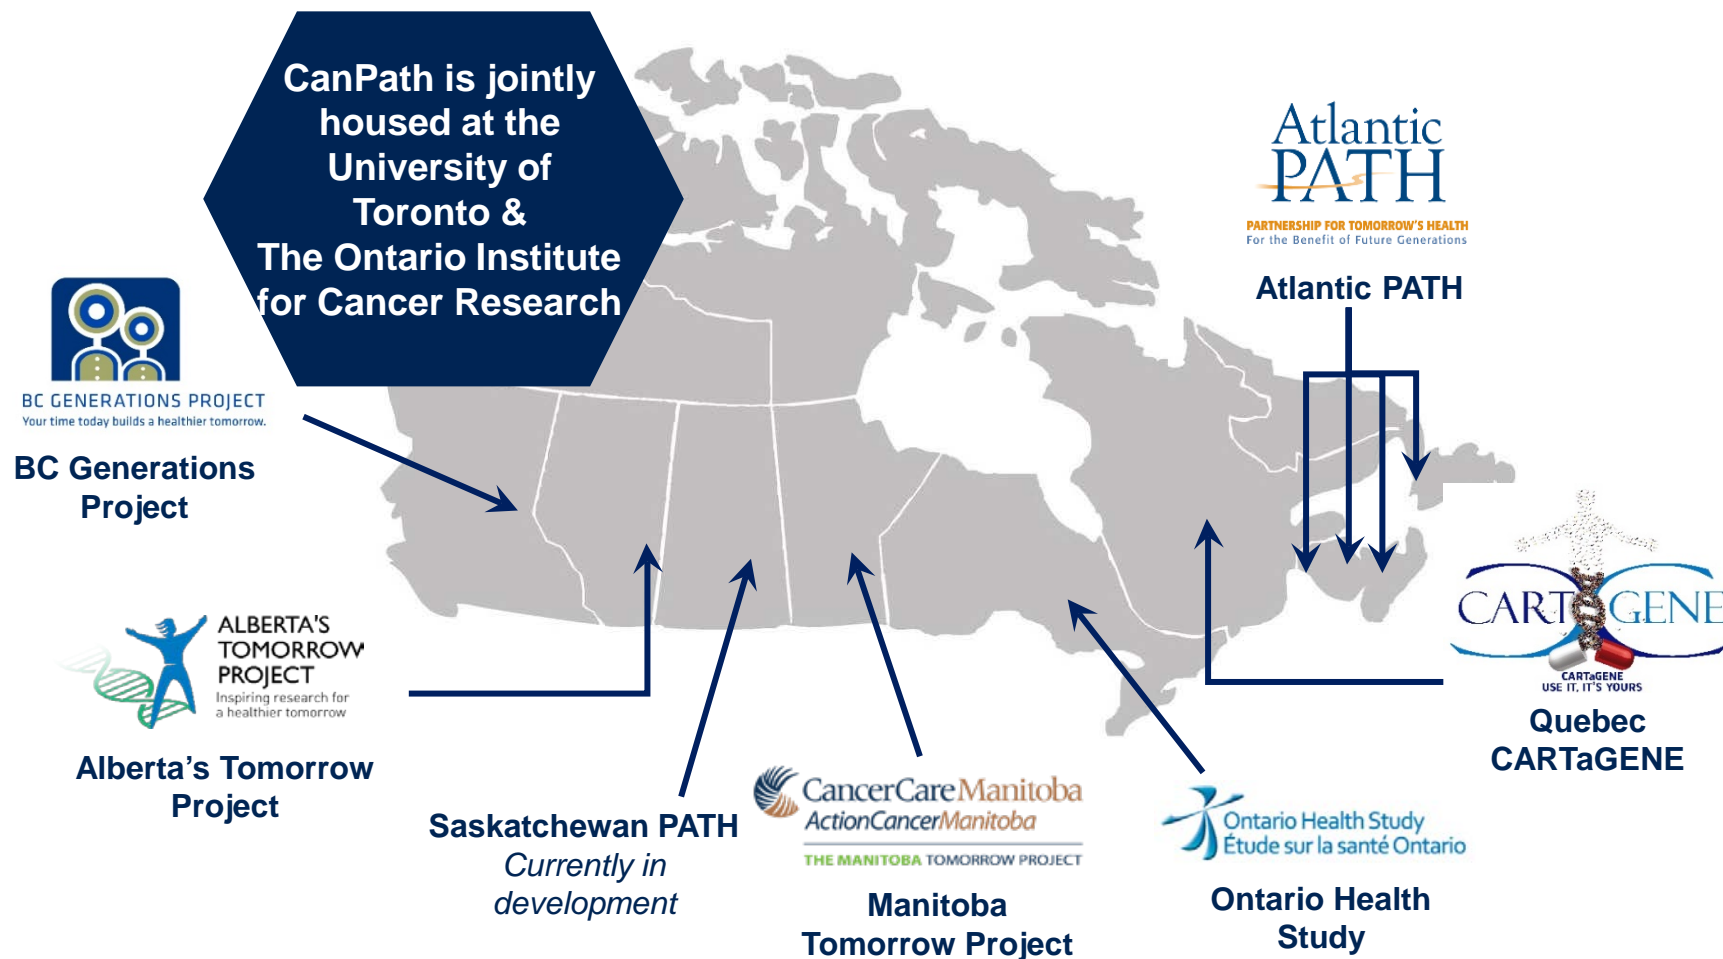 CanPath is jointly
housed at the
University of
Toronto &
The Ontario Institute
for Cancer Research
Atlantic
PATH
PARTNERSHIP FOR TOMORROW'S HEALTH
For the Benefit of Future Generations
Atlantic PATH
BC GENERATIONS PROJECT
Your time today builds a healthier tomorrow.
BC Generations
Project
ALBERTA'S
TOMORROW
PROJECT
Inspiring research for
a healthier tomorrow
Alberta’s Tomorrow
Project
Saskatchewan PATH
Currently in
development
CancerCare Manitoba
ActionCancerManitoba
THE MANITOBA TOMORROW PROJECT
Manitoba
Tomorrow Project
Ontario Health Study
Étude sur la santé Ontario
Ontario Health
Study
CARTaGENE
CARTaGENE
USE IT, IT'S YOURS
Quebec
CARTaGENE